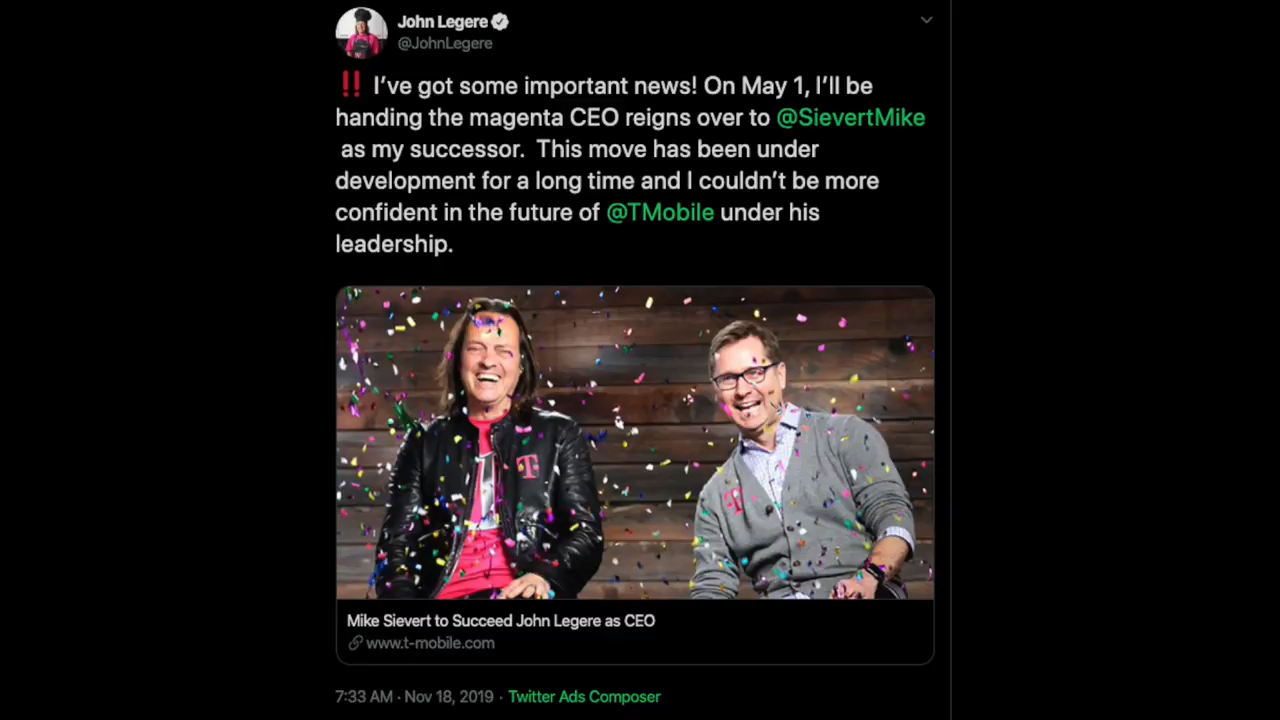 John Legere
@JohnLegere
‼ I've got some important news! On May 1, I'll be
handing the magenta CEO reigns over to @SievertMike
as my successor.  This move has been under
development for a long time and I couldn't be more
confident in the future of @TMobile under his
leadership.
T
T
Mike Sievert to Succeed John Legere as CEO
www.t-mobile.com
7:33 AM · Nov 18, 2019 · Twitter Ads Composer